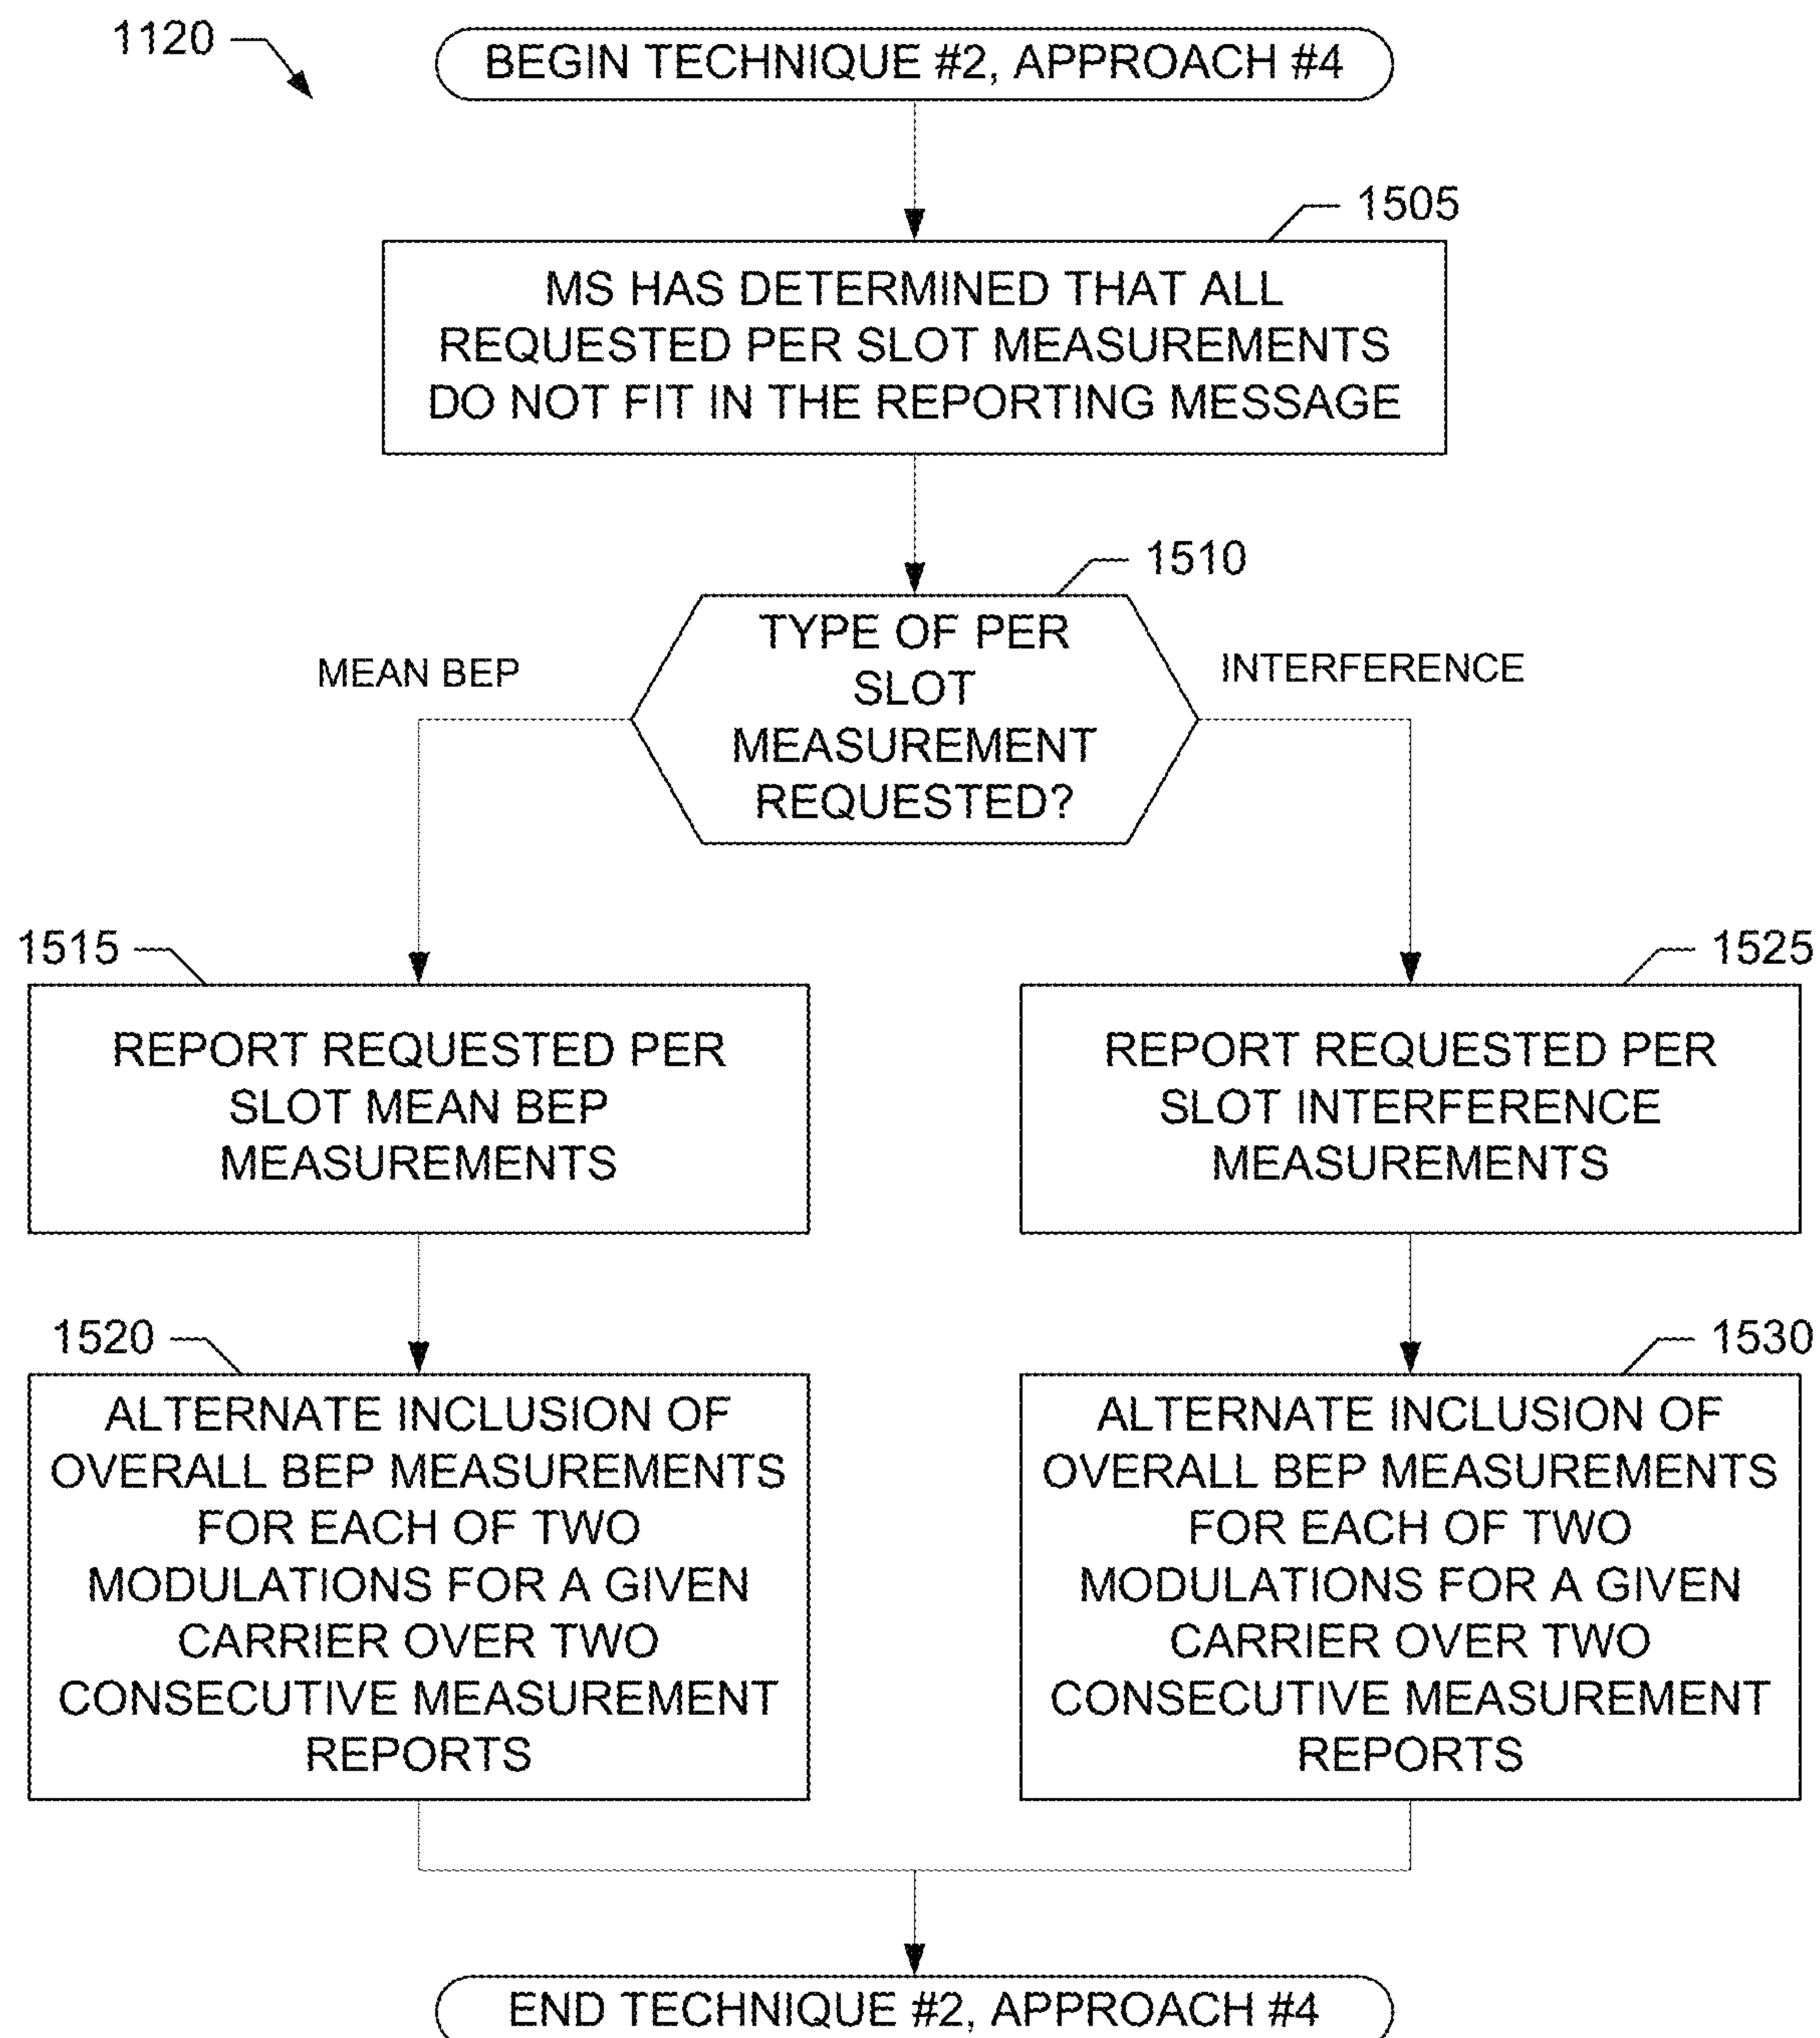 1120
BEGIN TECHNIQUE #2, APPROACH #4
1505
MS HAS DETERMINED THAT ALL
REQUESTED PER SLOT MEASUREMENTS
DO NOT FIT IN THE REPORTING MESSAGE
1510
TYPE OF PER
SLOT
MEASUREMENT
REQUESTED?
MEAN BEP
INTERFERENCE
1515
REPORT REQUESTED PER
SLOT MEAN BEP
MEASUREMENTS
1525
REPORT REQUESTED PER
SLOT INTERFERENCE
MEASUREMENTS
1520
ALTERNATE INCLUSION OF
OVERALL BEP MEASUREMENTS
FOR EACH OF TWO
MODULATIONS FOR A GIVEN
CARRIER OVER TWO
CONSECUTIVE MEASUREMENT
REPORTS
1530
ALTERNATE INCLUSION OF
OVERALL BEP MEASUREMENTS
FOR EACH OF TWO
MODULATIONS FOR A GIVEN
CARRIER OVER TWO
CONSECUTIVE MEASUREMENT
REPORTS
END TECHNIQUE #2, APPROACH #4